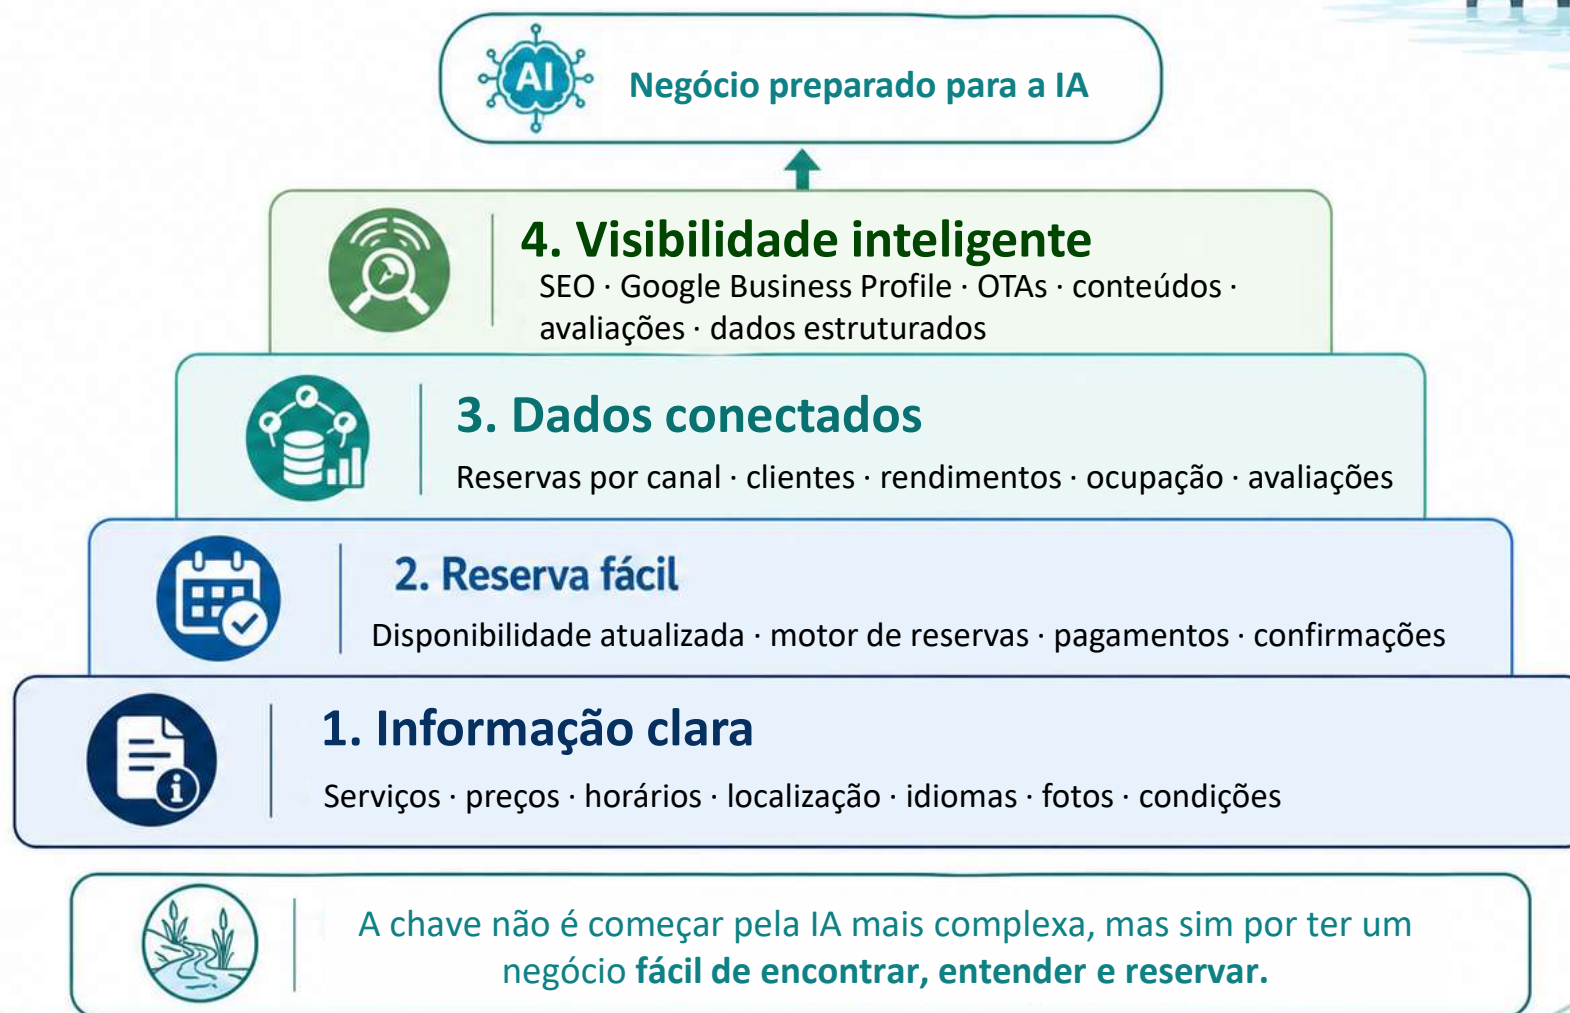 AI
Negócio preparado para a IA
4. Visibilidade inteligente
SEO · Google Business Profile · OTAs · conteúdos ·
avaliações · dados estruturados
3. Dados conectados
Reservas por canal · clientes · rendimentos · ocupação · avaliações
2. Reserva fácil
Disponibilidade atualizada · motor de reservas · pagamentos · confirmações
1. Informação clara
Serviços · preços · horários · localização · idiomas · fotos · condições
A chave não é começar pela IA mais complexa, mas sim por ter um
negócio fácil de encontrar, entender e reservar.